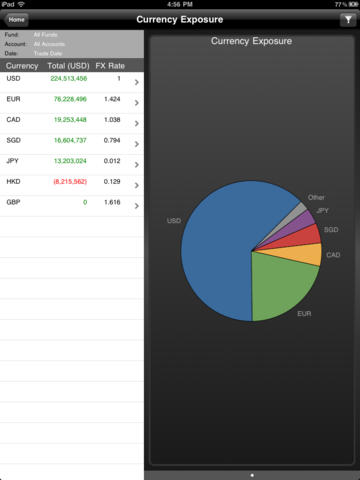 iPad 4:56 PM 77%
Home Currency Exposure
Fund: All Funds
Account: All Accounts
Date: Trade Date
Currency Total (USD) FX Rate
USD 224,513,456 1
EUR 76,228,496 1.424
CAD 19,253,448 1.038
SGD 16,604,737 0.794
JPY 13,203,024 0.012
HKD (8,215,562) 0.129
GBP 0 1.616
Currency Exposure
Other
JPY
USD
SGD
CAD
EUR